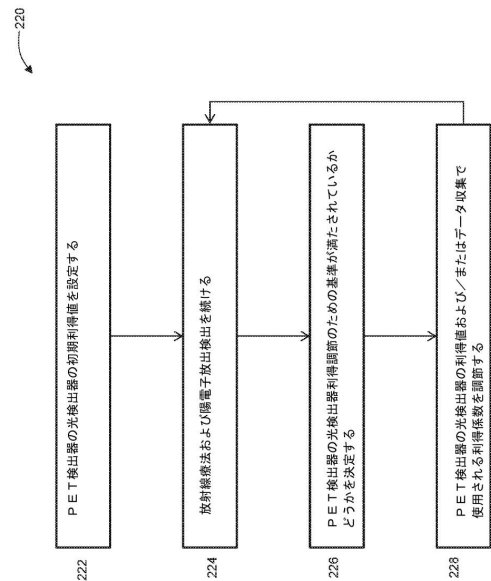 220
222
ＰＥＴ検出器の光検出器の初期利得値を設定する
224
放射線療法および陽電子放出検出を続ける
226
ＰＥＴ検出器の光検出器利得調節のための基準が満たされているか
どうかを決定する
228
ＰＥＴ検出器の光検出器の利得値および／またはデータ収集で
使用される利得係数を調節する